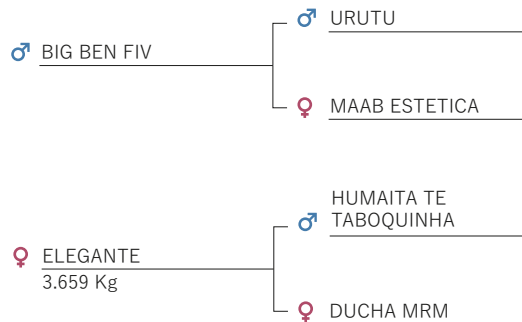 URUTU
BIG BEN FIV
MAAB ESTETICA
HUMAITA TE
TABOQUINHA
ELEGANTE
3.659 Kg
DUCHA MRM